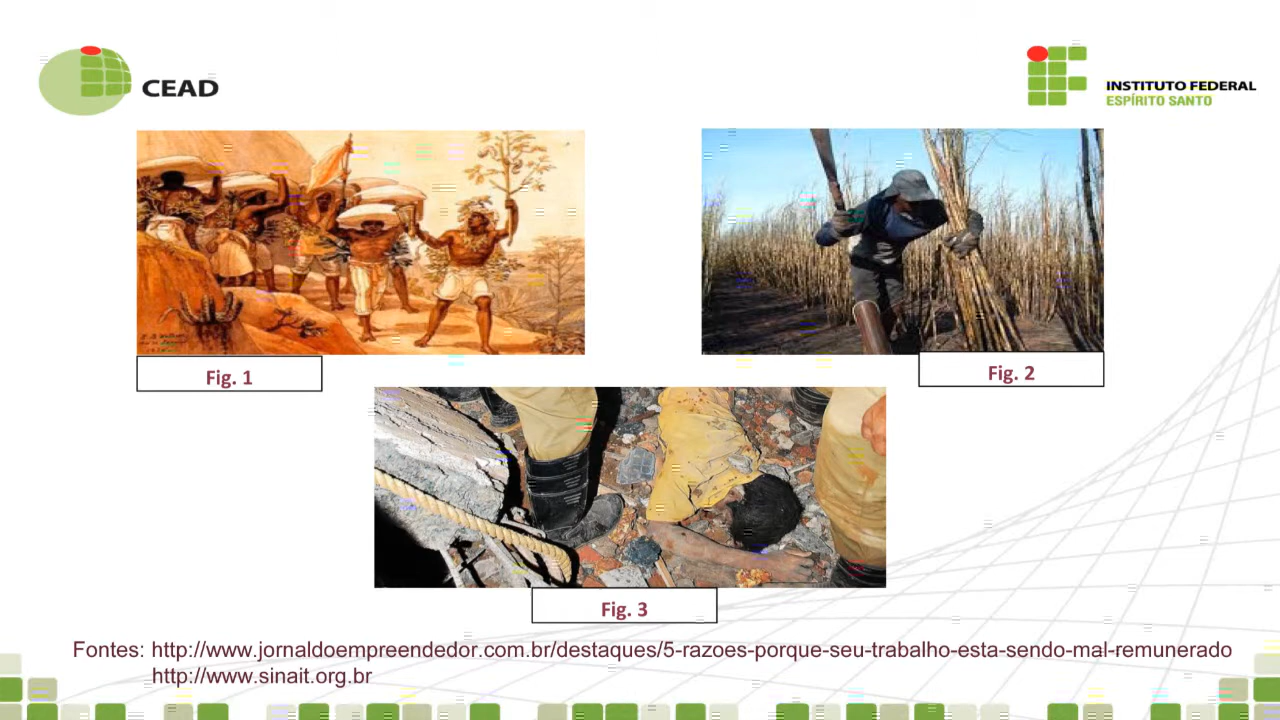 CEAD
INSTITUTO FEDERAL
ESPÍRITO SANTO
Fig. 1
Fig. 2
Fig. 3
Fontes: http://www.jornaldoempreendedor.com.br/destaques/5-razoes-porque-seu-trabalho-esta-sendo-mal-remunerado
http://www.sinait.org.br